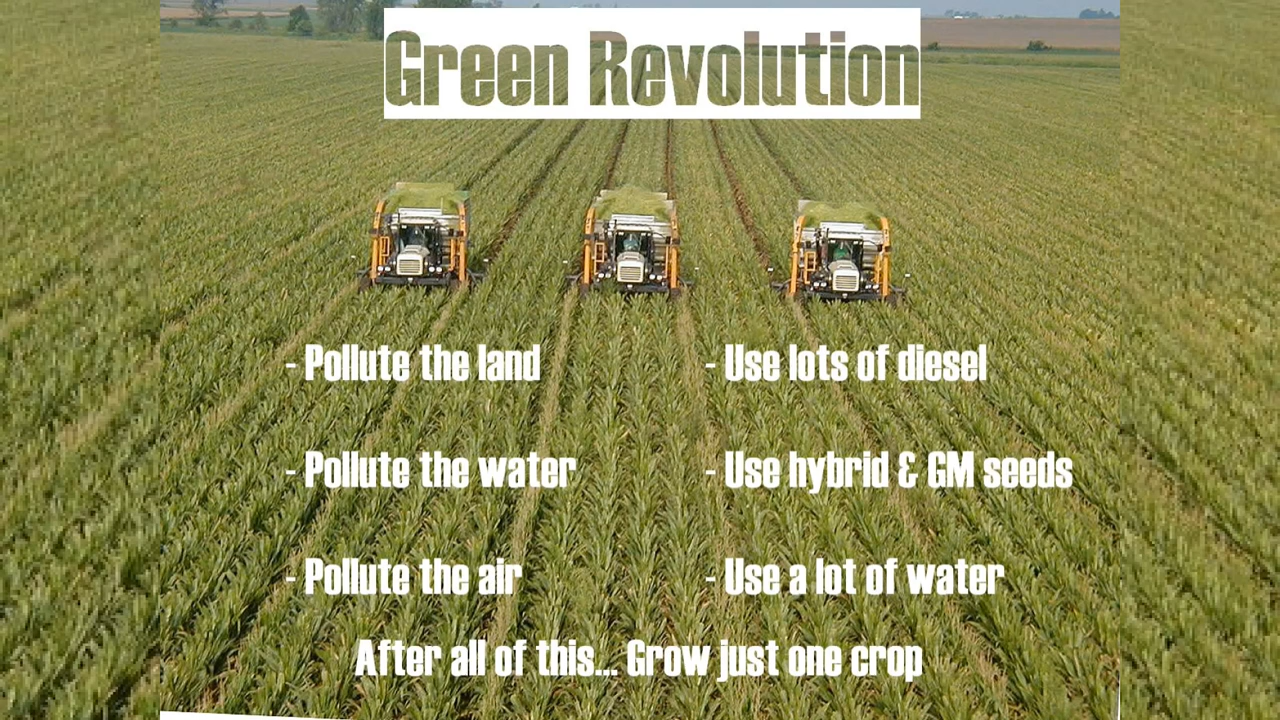 Green Revolution
- Pollute the land
- Use lots of diesel
- Pollute the water
- Use hybrid & GM seeds
- Pollute the air
- Use a lot of water
After all of this... Grow just one crop